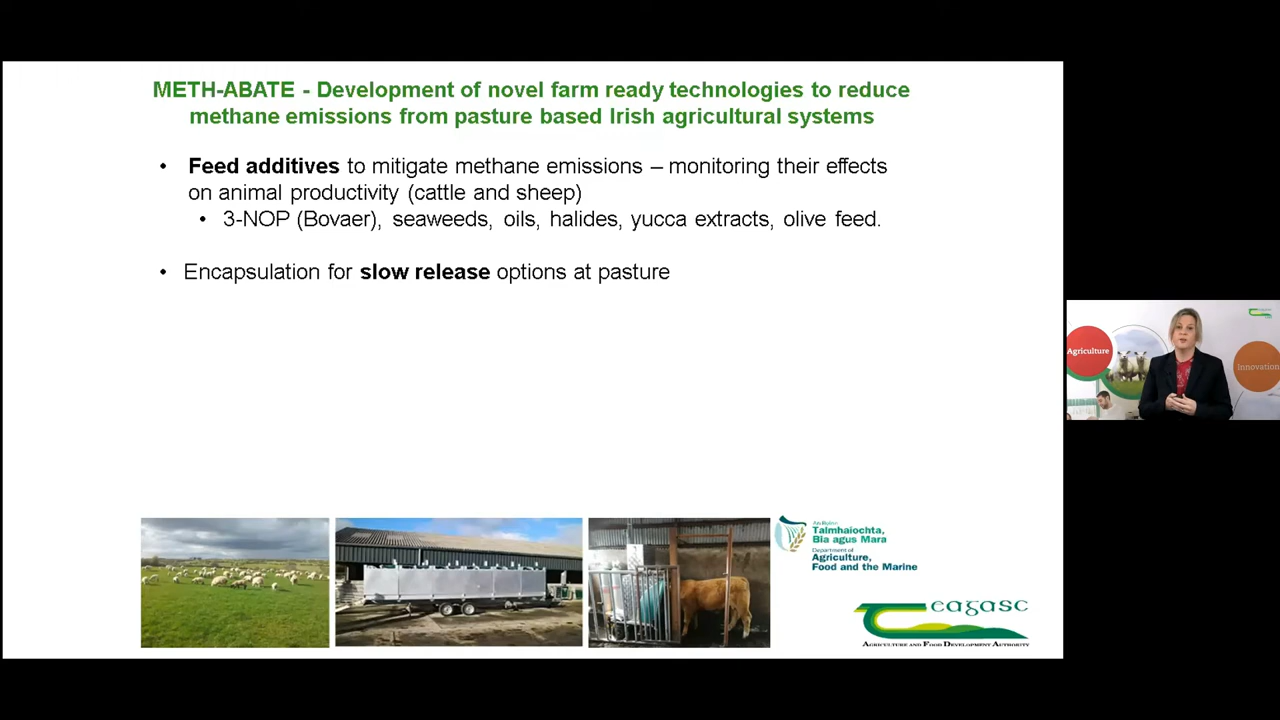 METH-ABATE - Development of novel farm ready technologies to reduce
methane emissions from pasture based Irish agricultural systems
• Feed additives to mitigate methane emissions – monitoring their effects
on animal productivity (cattle and sheep)
• 3-NOP (Bovaer), seaweeds, oils, halides, yucca extracts, olive feed.
• Encapsulation for slow release options at pasture
Agriculture
Innovation
An Roinn
Talmhaíochta,
Bia agus Mara
Department of
Agriculture,
Food and the Marine
Teagasc
AGRICULTURE AND FOOD DEVELOPMENT AUTHORITY